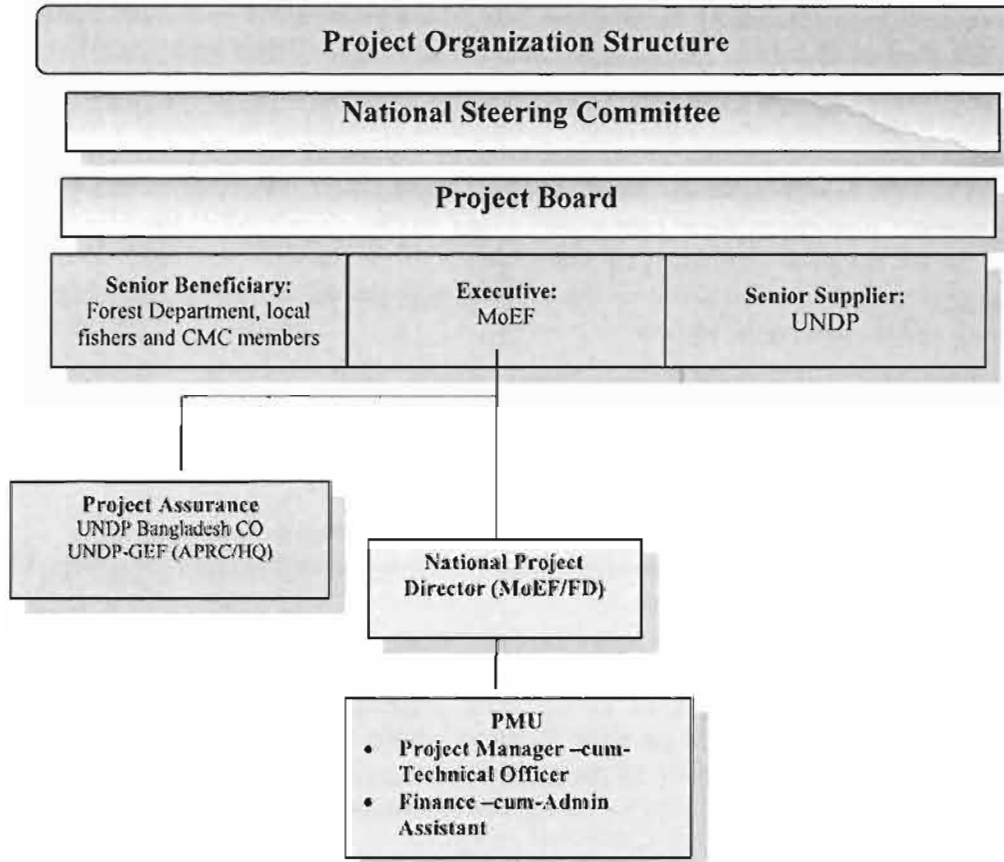 Project Organization Structure
National Steering Committee
Project Board
Senior Beneficiary:
Forest Department, local
fishers and CMC members
Executive:
MoEF
Senior Supplier:
UNDP
Project Assurance
UNDP Bangladesh CO
UNDP-GEF (APRC/HQ)
National Project
Director (MoEF/FD)
PMU
• Project Manager –cum-
Technical Officer
• Finance –cum-Admin
Assistant